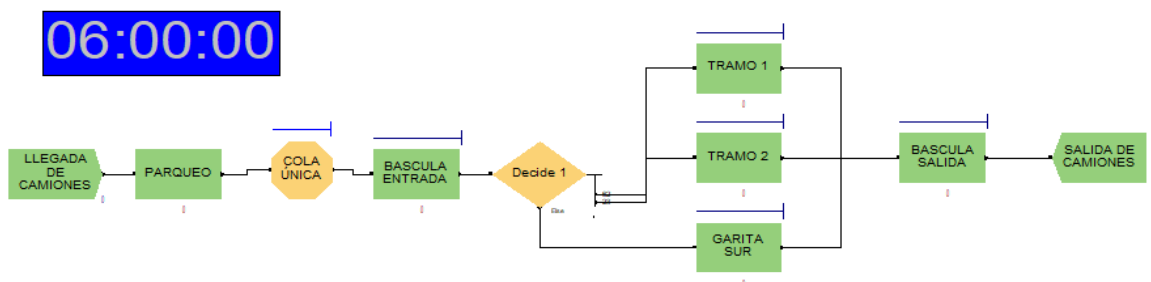 06:00:00
LLEGADA
DE
CAMIONES
PARQUEO
COLA
ÚNICA
BASCULA
ENTRADA
Decide 1
Else
TRAMO 1
TRAMO 2
GARITA
SUR
BASCULA
SALIDA
SALIDA DE
CAMIONES